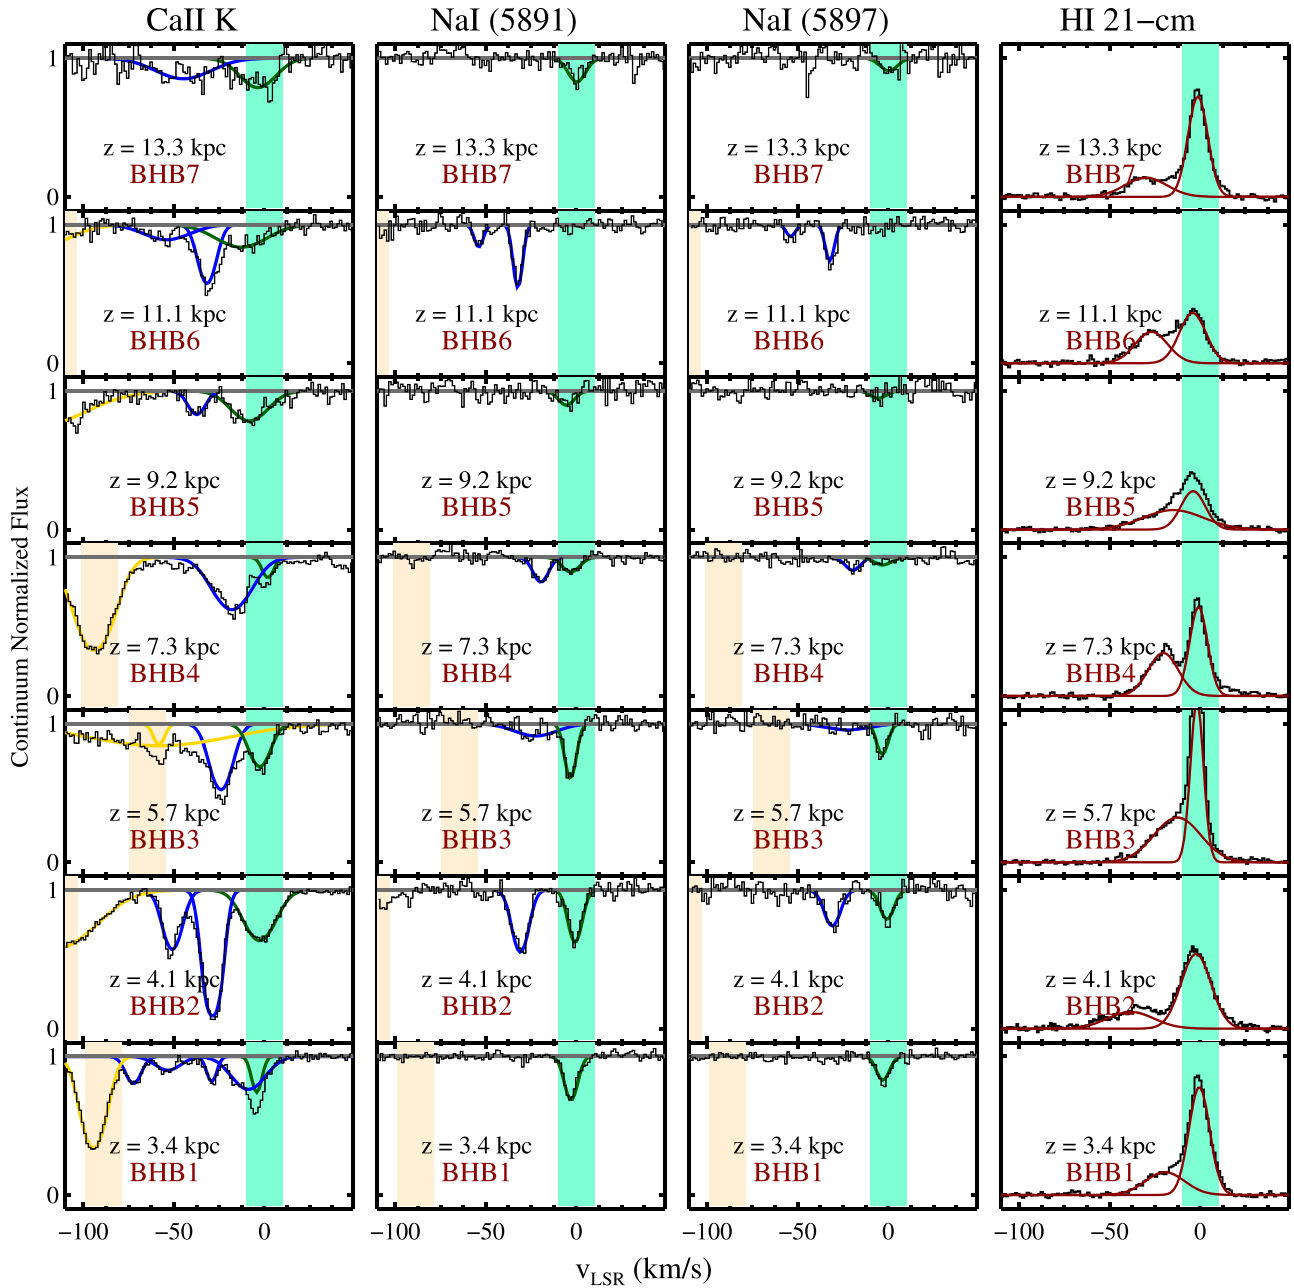 CaII K NaI (5891) NaI (5897) HI 21−cm
1
z = 13.3 kpc z = 13.3 kpc z = 13.3 kpc z = 13.3 kpc
BHB7 BHB7 BHB7 BHB7
0
1
z = 11.1 kpc z = 11.1 kpc z = 11.1 kpc z = 11.1 kpc
BHB6 BHB6 BHB6 BHB6
0
1
z = 9.2 kpc z = 9.2 kpc z = 9.2 kpc z = 9.2 kpc
BHB5 BHB5 BHB5 BHB5
0
Continuum Normalized Flux
1
z = 7.3 kpc z = 7.3 kpc z = 7.3 kpc z = 7.3 kpc
BHB4 BHB4 BHB4 BHB4
0
1
z = 5.7 kpc z = 5.7 kpc z = 5.7 kpc z = 5.7 kpc
BHB3 BHB3 BHB3 BHB3
0
1
z = 4.1 kpc z = 4.1 kpc z = 4.1 kpc z = 4.1 kpc
BHB2 BHB2 BHB2 BHB2
0
1
z = 3.4 kpc z = 3.4 kpc z = 3.4 kpc z = 3.4 kpc
BHB1 BHB1 BHB1 BHB1
0
−100 −50 0 −100 −50 0 −100 −50 0 −100 −50 0
v_LSR (km/s)